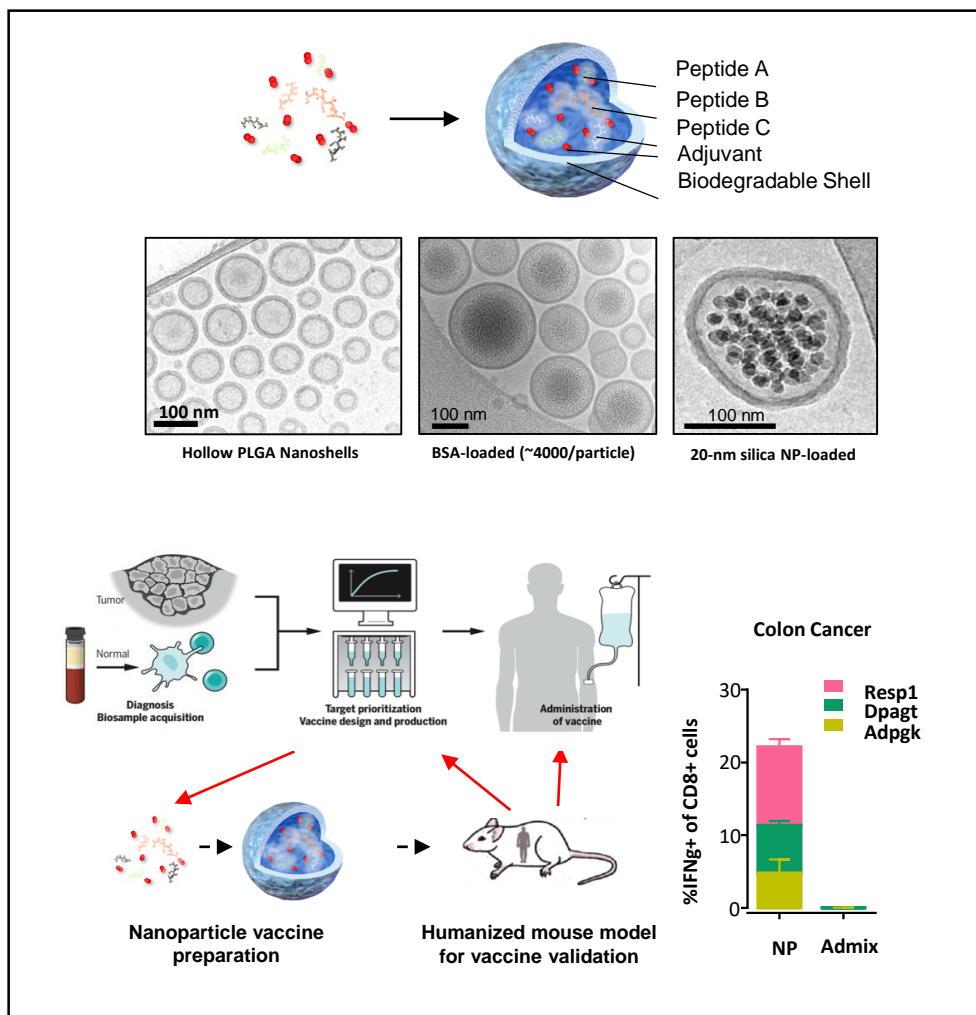 Peptide A
Peptide B
Peptide C
Adjuvant
Biodegradable Shell
100 nm
100 nm
100 nm
Hollow PLGA Nanoshells
BSA-loaded (~4000/particle)
20-nm silica NP-loaded
Tumor
Normal
Diagnosis
Biosample acquisition
Target prioritization
Vaccine design and production
Administration
of vaccine
Colon Cancer
Resp1
Dpagt
Adpgk
%IFNg+ of CD8+ cells
30
20
10
0
NP
Admix
Nanoparticle vaccine
preparation
Humanized mouse model
for vaccine validation